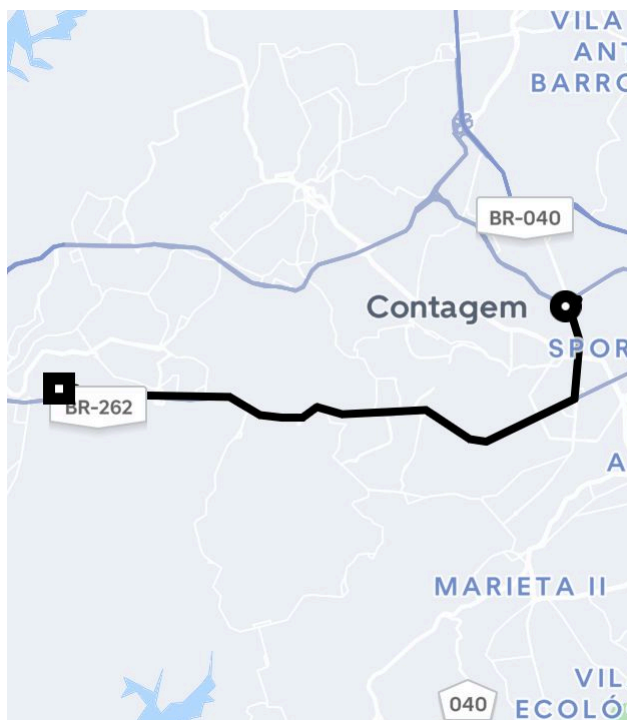 VILA
ANT
BARRO
BR-040
Contagem
SPOR
BR-262
A
MARIETA II
VIL
ECOLÓ
040